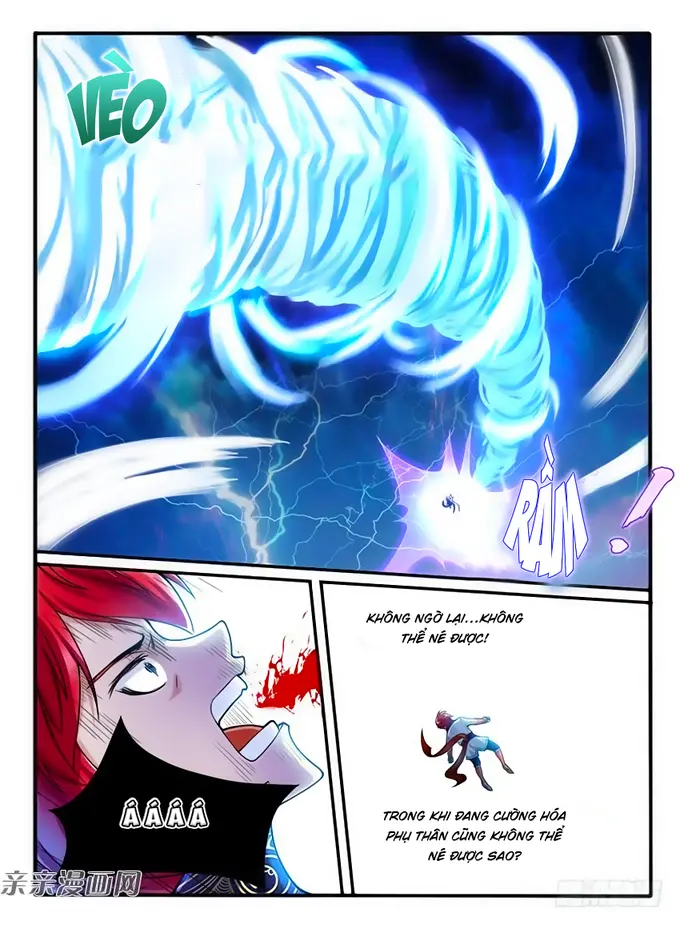 VÈO
RẦM!
KHÔNG NGỜ LẠI...KHÔNG
THỂ NÉ ĐƯỢC!
ÁÁÁÁ
TRONG KHI ĐANG CƯỜNG HÓA
PHỤ THÂN CŨNG KHÔNG THỂ
NÉ ĐƯỢC SAO?
亲亲漫画网